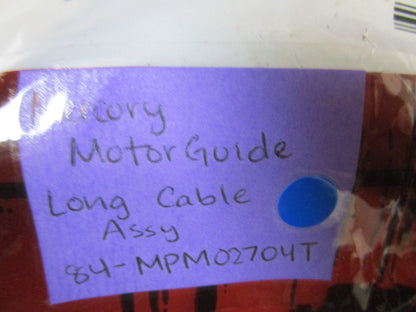 Mercury
MotorGuide
Long Cable
Assy
84-MPM02704T